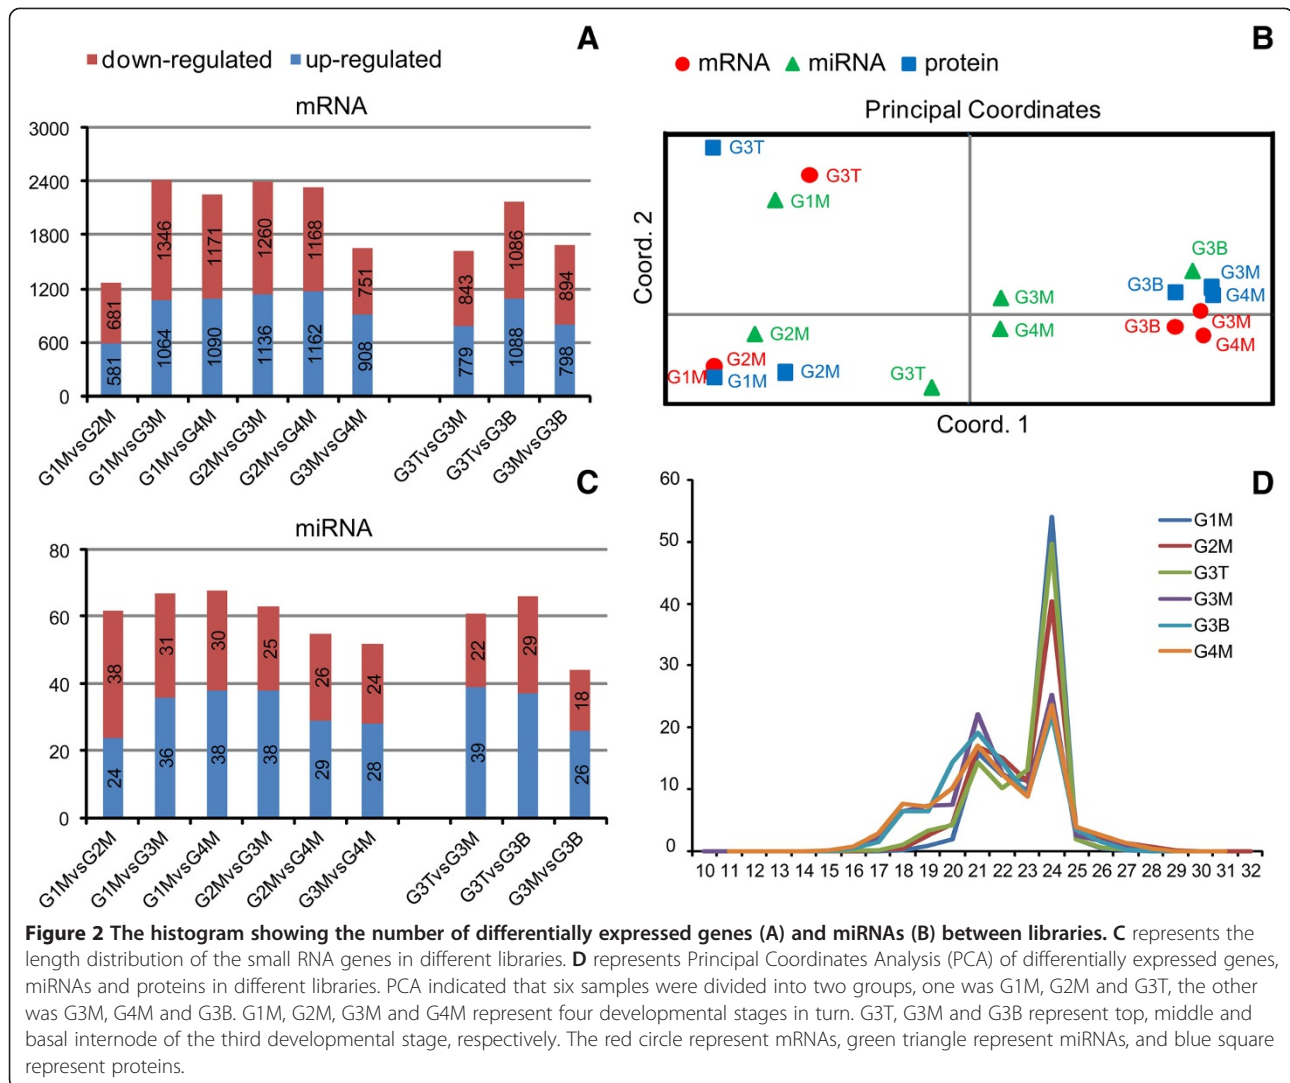 A
down-regulated up-regulated
mRNA
3000
2400
1800
1200
600
0
681 1346 1171 1260 1168 751 843 1086 894
581 1064 1090 1136 1162 908 779 1088 798
G1MvsG2M G1MvsG3M G1MvsG4M G2MvsG3M G2MvsG4M G3MvsG4M G3TvsG3M G3TvsG3B G3MvsG3B
B
mRNA miRNA protein
Principal Coordinates
Coord. 2
G3T
G3T
G1M
G3B
G3M
G3B
G4M
G3M
G3M
G3B
G4M
G4M
G2M
G2M
G1M
G1M
G2M
G3T
Coord. 1
C
miRNA
80
60
40
20
0
38 31 30 25 26 24 22 29 18
24 36 38 38 29 28 39 26
G1MvsG2M G1MvsG3M G1MvsG4M G2MvsG3M G2MvsG4M G3MvsG4M G3TvsG3M G3TvsG3B G3MvsG3B
D
60
50
40
30
20
10
0
G1M
G2M
G3T
G3M
G3B
G4M
10 11 12 13 14 15 16 17 18 19 20 21 22 23 24 25 26 27 28 29 30 31 32
Figure 2 The histogram showing the number of differentially expressed genes (A) and miRNAs (B) between libraries. C represents the
length distribution of the small RNA genes in different libraries. D represents Principal Coordinates Analysis (PCA) of differentially expressed genes,
miRNAs and proteins in different libraries. PCA indicated that six samples were divided into two groups, one was G1M, G2M and G3T, the other
was G3M, G4M and G3B. G1M, G2M, G3M and G4M represent four developmental stages in turn. G3T, G3M and G3B represent top, middle and
basal internode of the third developmental stage, respectively. The red circle represent mRNAs, green triangle represent miRNAs, and blue square
represent proteins.